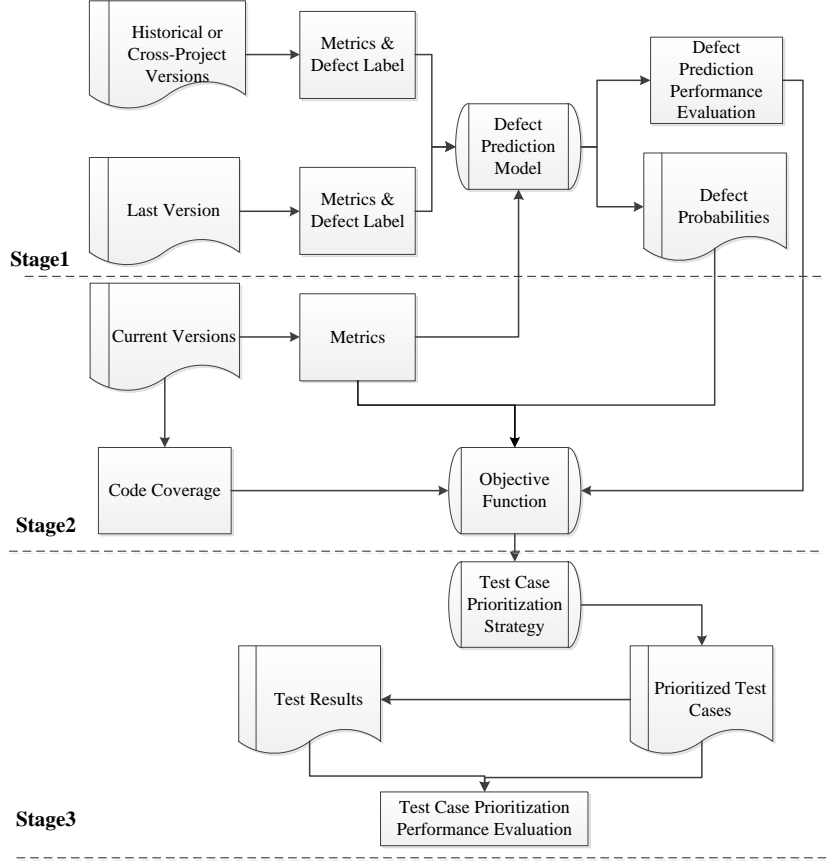 Historical or
Cross-Project
Versions
Metrics &
Defect Label
Defect
Prediction
Performance
Evaluation
Defect
Prediction
Model
Last Version
Metrics &
Defect Label
Defect
Probabilities
Stage1
Current Versions
Metrics
Code Coverage
Objective
Function
Stage2
Test Case
Prioritization
Strategy
Test Results
Prioritized Test
Cases
Test Case Prioritization
Performance Evaluation
Stage3